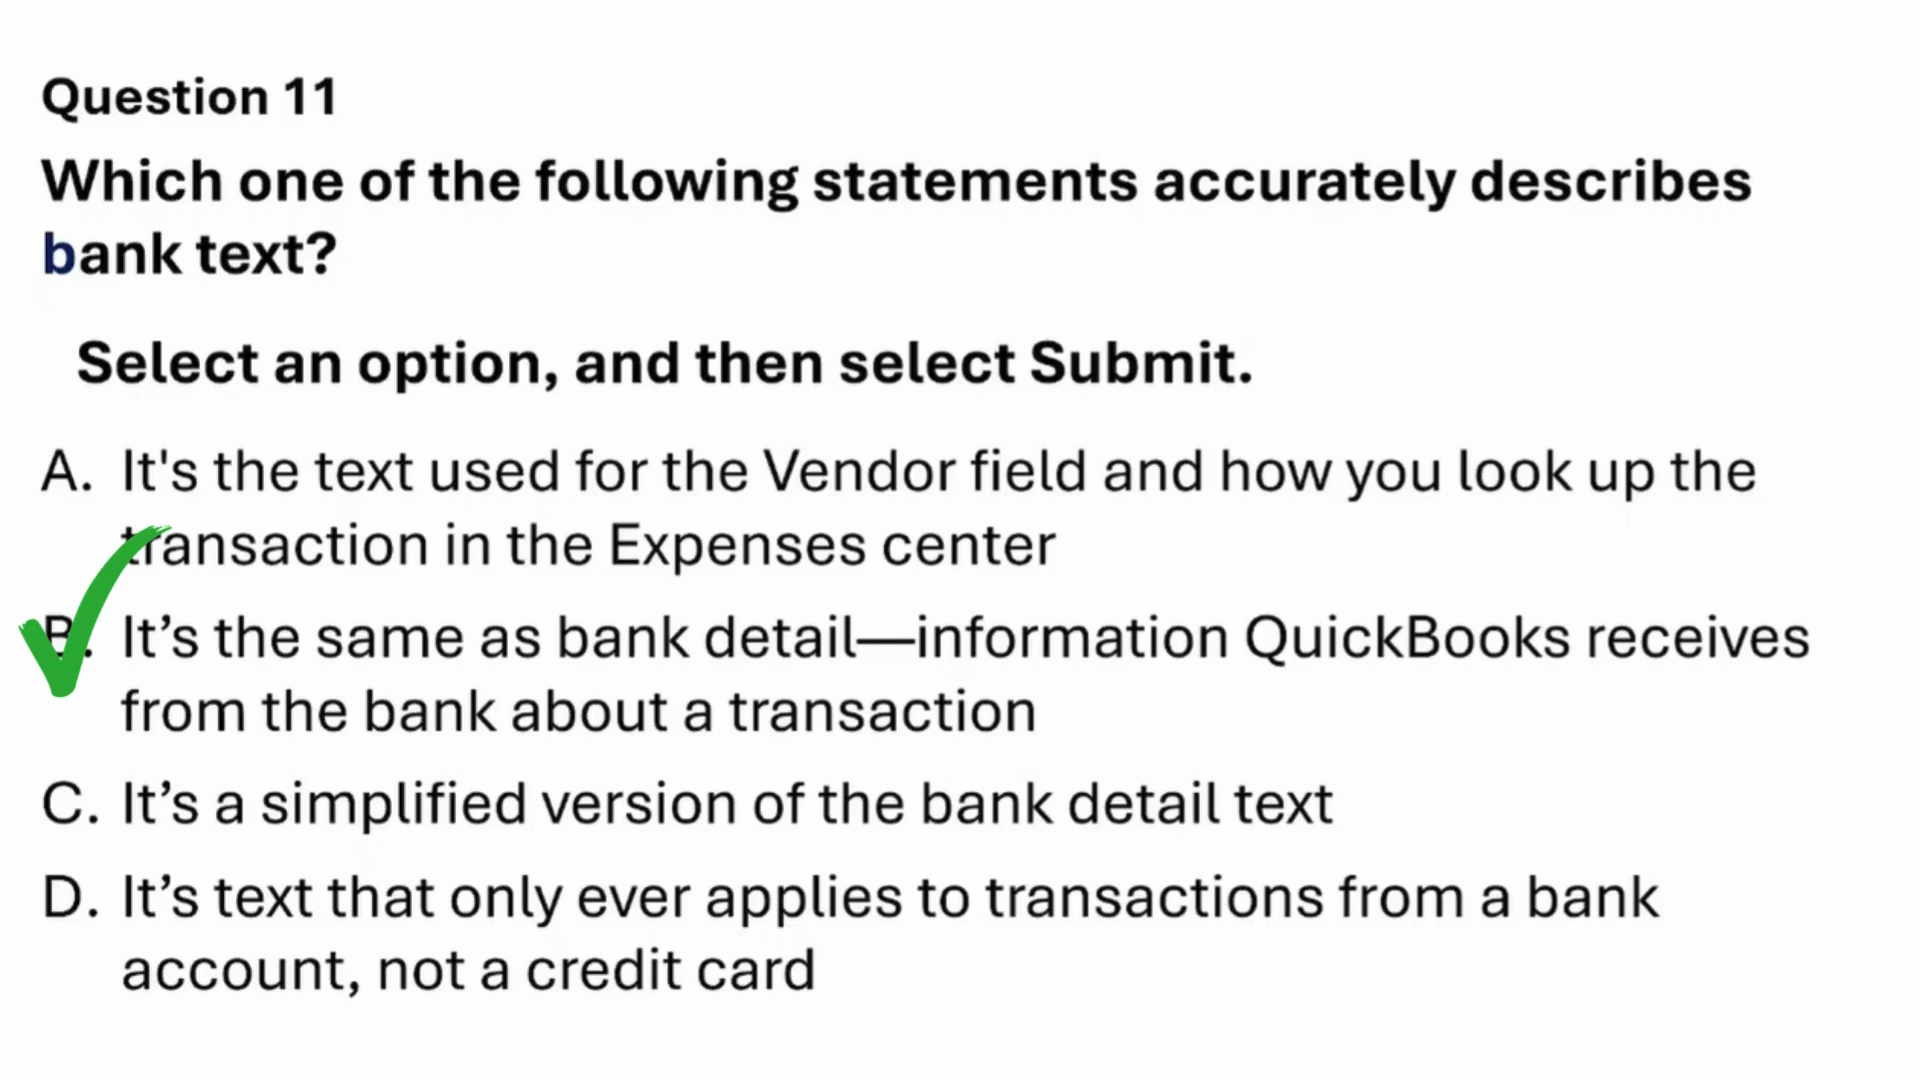 Question 11
Which one of the following statements accurately describes
bank text?
Select an option, and then select Submit.
A. It's the text used for the Vendor field and how you look up the
transaction in the Expenses center
B. It’s the same as bank detail—information QuickBooks receives
from the bank about a transaction
C. It’s a simplified version of the bank detail text
D. It’s text that only ever applies to transactions from a bank
account, not a credit card